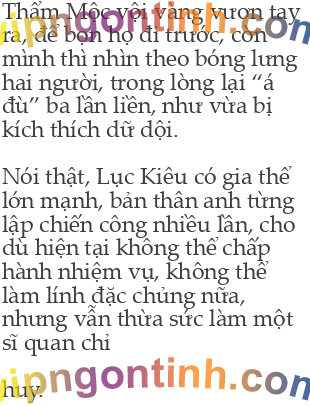 Thẩm Mộc vội vàng vươn tay
ra, để bọn họ đi trước, còn
mình thì nhìn theo bóng lưng
hai người, trong lòng lại “á
đù” ba lần liền, như vừa bị
kích thích dữ dội.
Nói thật, Lục Kiêu có gia thể
lớn mạnh, bản thân anh từng
lập chiến công nhiều lần, cho
dù hiện tại không thể chấp
hành nhiệm vụ, không thể
làm lính đặc chủng nữa,
nhưng vẫn thừa sức làm một
sĩ quan chỉ
huy.
vipngontinh.com
vipngontinh.com